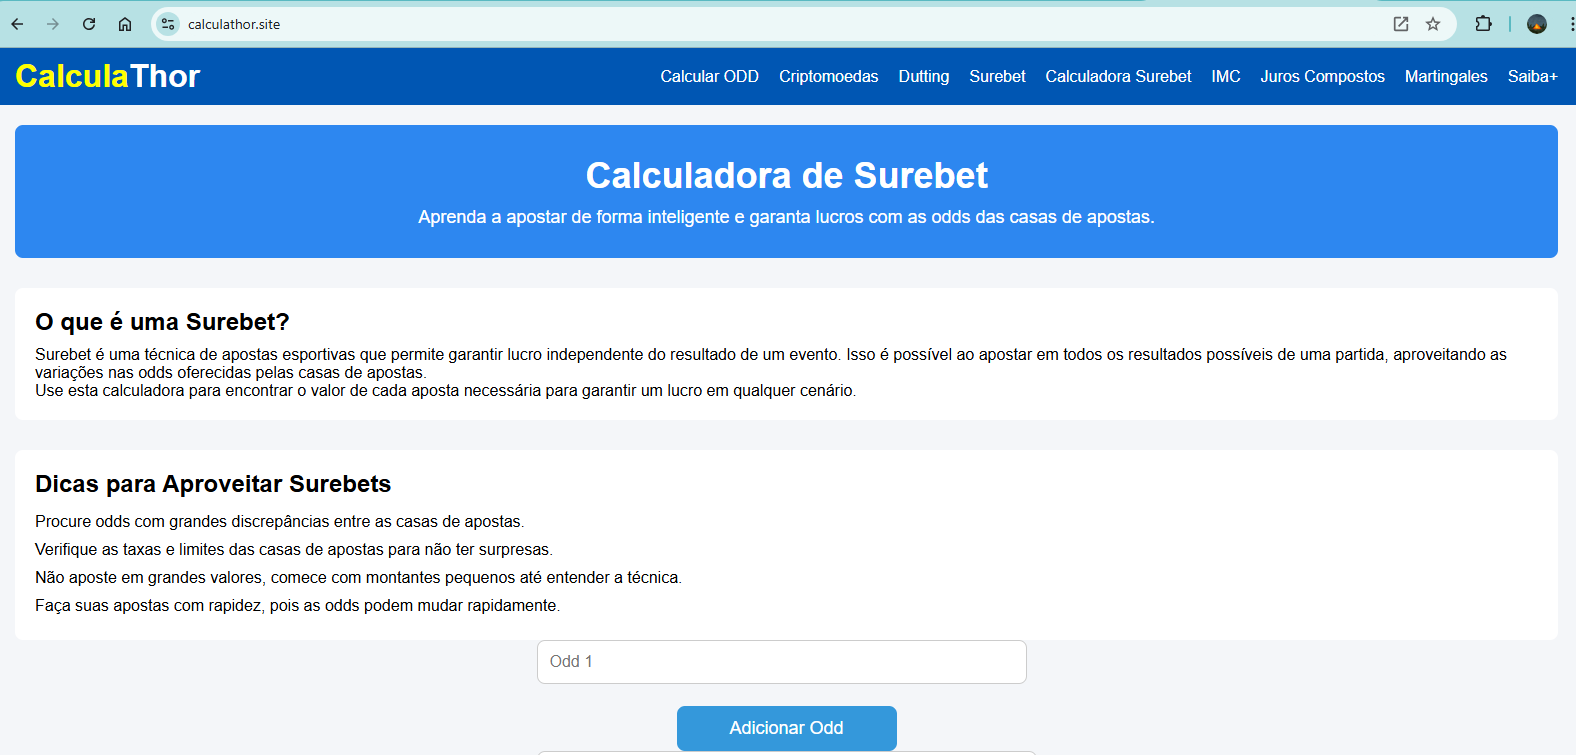 calculathor.site
CalculaThor
Calcular ODD Criptomoedas Dutting Surebet Calculadora Surebet IMC Juros Compostos Martingales Saiba+
Calculadora de Surebet
Aprenda a apostar de forma inteligente e garanta lucros com as odds das casas de apostas.
O que é uma Surebet?
Surebet é uma técnica de apostas esportivas que permite garantir lucro independente do resultado de um evento. Isso é possível ao apostar em todos os resultados possíveis de uma partida, aproveitando as
variações nas odds oferecidas pelas casas de apostas.
Use esta calculadora para encontrar o valor de cada aposta necessária para garantir um lucro em qualquer cenário.
Dicas para Aproveitar Surebets
Procure odds com grandes discrepâncias entre as casas de apostas.
Verifique as taxas e limites das casas de apostas para não ter surpresas.
Não aposte em grandes valores, comece com montantes pequenos até entender a técnica.
Faça suas apostas com rapidez, pois as odds podem mudar rapidamente.
Odd 1
Adicionar Odd